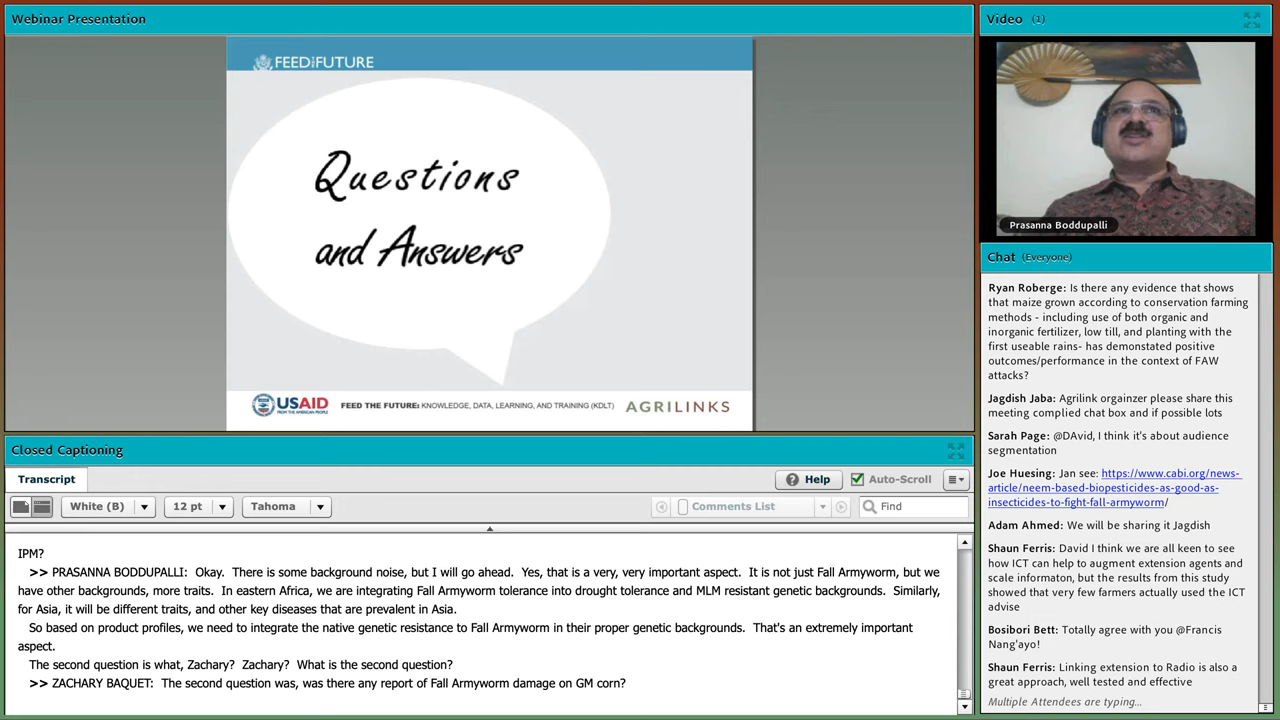 Webinar Presentation
FEED THE FUTURE
Questions
and Answers
USAID
FROM THE AMERICAN PEOPLE
FEED THE FUTURE: KNOWLEDGE, DATA, LEARNING, AND TRAINING (KDLT)
AGRILINKS
Closed Captioning
Transcript
Help
Auto-Scroll
White (B)
12 pt
Tahoma
Comments List
Find
IPM?
>> PRASANNA BODDUPALLI: Okay. There is some background noise, but I will go ahead. Yes, that is a very, very important aspect. It is not just Fall Armyworm, but we
have other backgrounds, more traits. In eastern Africa, we are integrating Fall Armyworm tolerance into drought tolerance and MLM resistant genetic backgrounds. Similarly,
for Asia, it will be different traits, and other key diseases that are prevalent in Asia.
So based on product profiles, we need to integrate the native genetic resistance to Fall Armyworm in their proper genetic backgrounds. That's an extremely important
aspect.
The second question is what, Zachary? Zachary? What is the second question?
>> ZACHARY BAQUET: The second question was, was there any report of Fall Armyworm damage on GM corn?
Video (1)
Prasanna Boddupalli
Chat (Everyone)
Ryan Roberge: Is there any evidence that shows
that maize grown according to conservation farming
methods - including use of both organic and
inorganic fertilizer, low till, and planting with the
first useable rains- has demonstated positive
outcomes/performance in the context of FAW
attacks?
Jagdish Jaba: Agrilink orgainzer please share this
meeting complied chat box and if possible lots
Sarah Page: @DAvid, I think it's about audience
segmentation
Joe Huesing: Jan see: https://www.cabi.org/news-
article/neem-based-biopesticides-as-good-as-
insecticides-to-fight-fall-armyworm/
Adam Ahmed: We will be sharing it Jagdish
Shaun Ferris: David I think we are all keen to see
how ICT can help to augment extension agents and
scale informaton, but the results from this study
showed that very few farmers actually used the ICT
advise
Bosibori Bett: Totally agree with you @Francis
Nang'ayo!
Shaun Ferris: Linking extension to Radio is also a
great approach, well tested and effective
Multiple Attendees are typing...